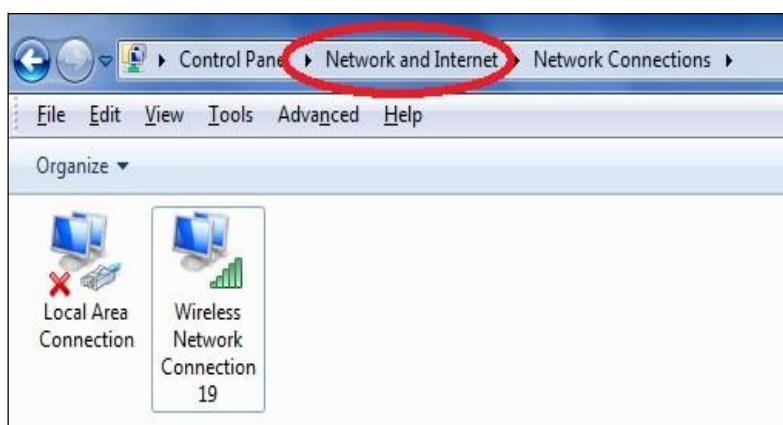 Control Panel Network and Internet Network Connections
File Edit View Tools Advanced Help
Organize
Local Area
Connection
Wireless
Network
Connection
19